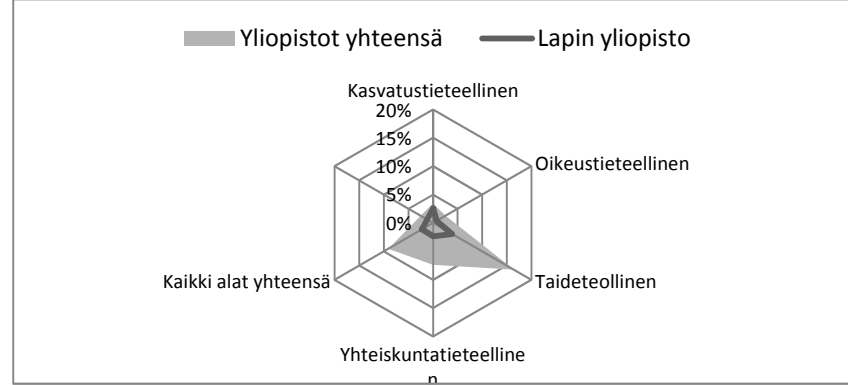 Yliopistot yhteensä
Lapin yliopisto
Kasvatustieteellinen
20%
15%
10%
5%
0%
Oikeustieteellinen
Taideteollinen
Yhteiskuntatieteelline
n
Kaikki alat yhteensä